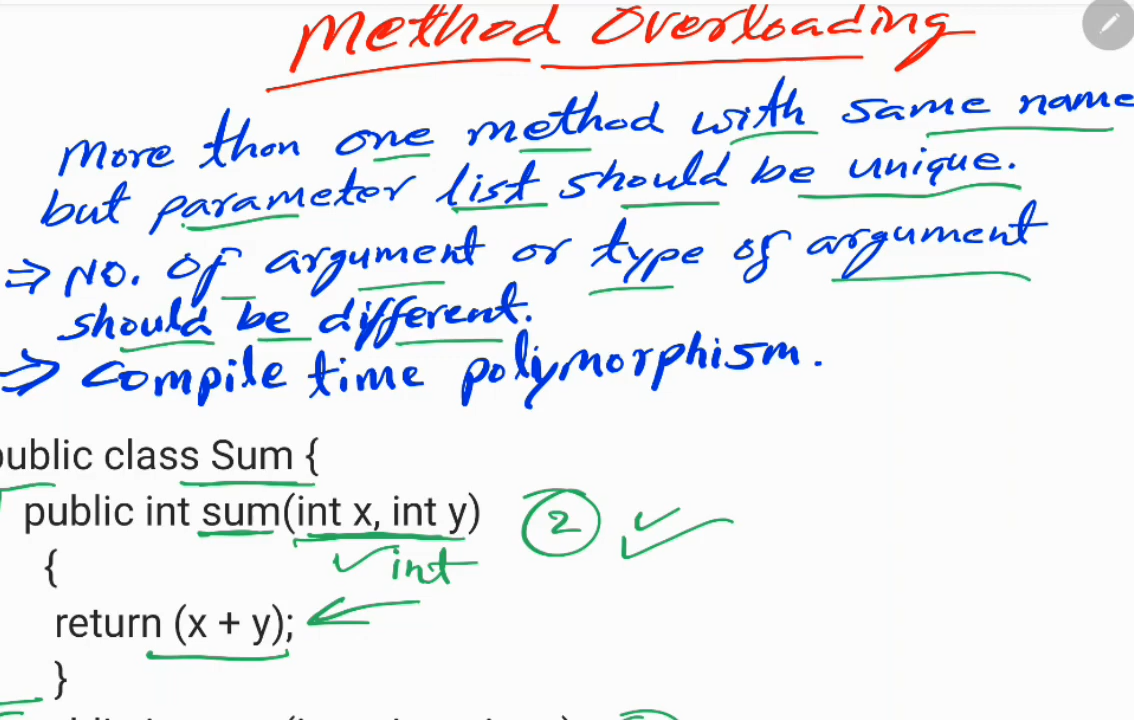 Method Overloading
More than one method with same name
but parameter list should be unique.
⇒ No. of argument or type of argument
should be different.
⇒ Compile time polymorphism.
public class Sum {
public int sum(int x, int y) 2
{ int
return (x + y);
}